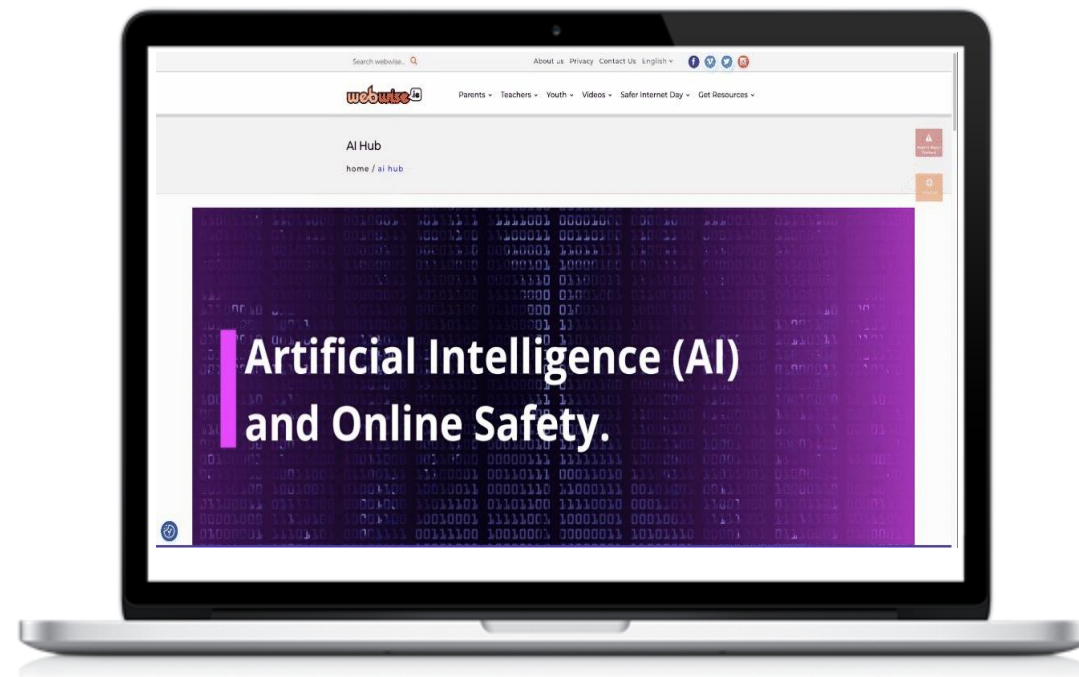 Search webwise..
About us Privacy Contact Us English
webwise.ie
Parents Teachers Youth Videos Safer Internet Day Get Resources
AI Hub
home / ai hub
Artificial Intelligence (AI)
and Online Safety.